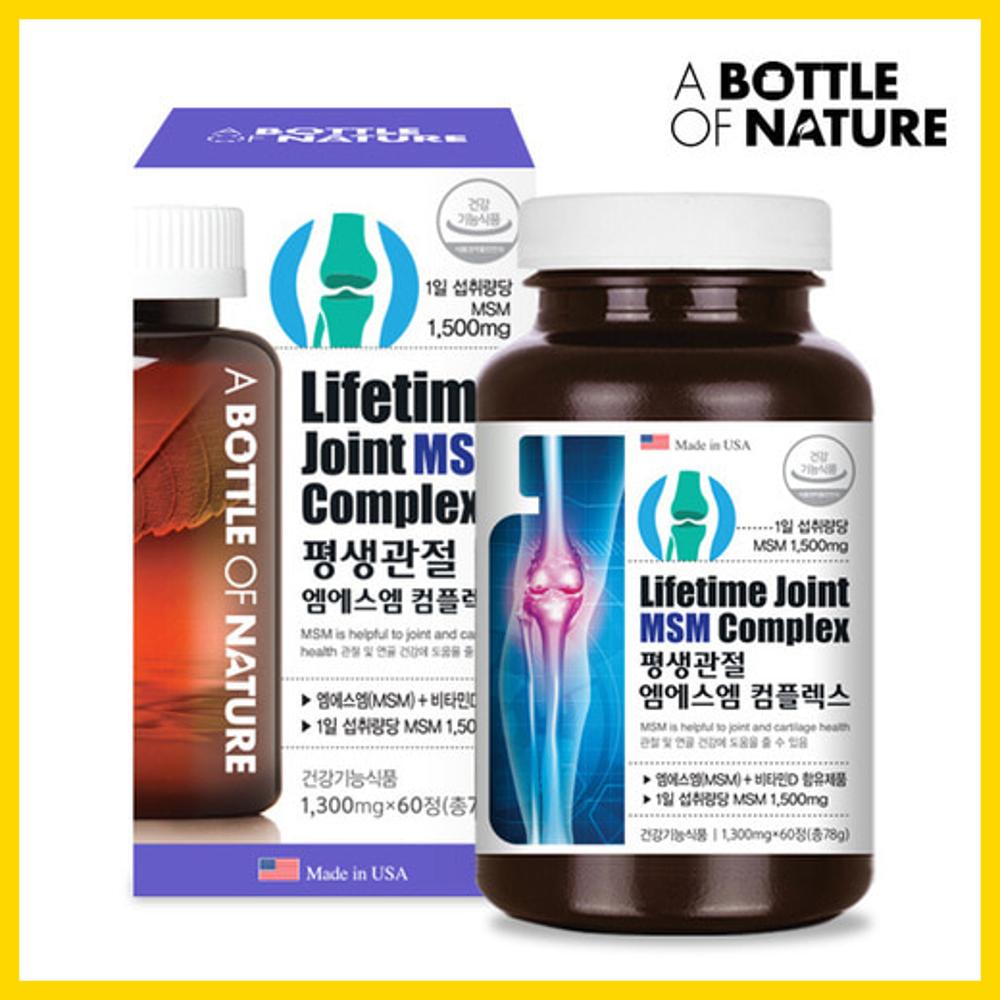 A BOTTLE
OF NATURE
A BOTTLE
OF NATURE
건강
기능식품
1일 섭취량당
MSM
1,500mg
A BOTTLE OF NATURE
Lifetim
Joint MS
Complex
평생관절
엠에스엠 컴플렉
MSM is helpful to joint and ca
health 관절 및 연골 건강에 도움을 줄
▶ 엠에스엠(MSM) + 비타민D
▶ 1일 섭취량당 MSM 1,50
건강기능식품
1,300mg×60정(총7
Made in USA
Made in USA
건강
기능식품
1일 섭취량당
MSM 1,500mg
Lifetime Joint
MSM Complex
평생관절
엠에스엠 컴플렉스
MSM is helpful to joint and cartilage health
관절 및 연골 건강에 도움을 줄 수 있음
▶ 엠에스엠(MSM) + 비타민D 함유제품
▶ 1일 섭취량당 MSM 1,500mg
건강기능식품 | 1,300mg×60정(총78g)